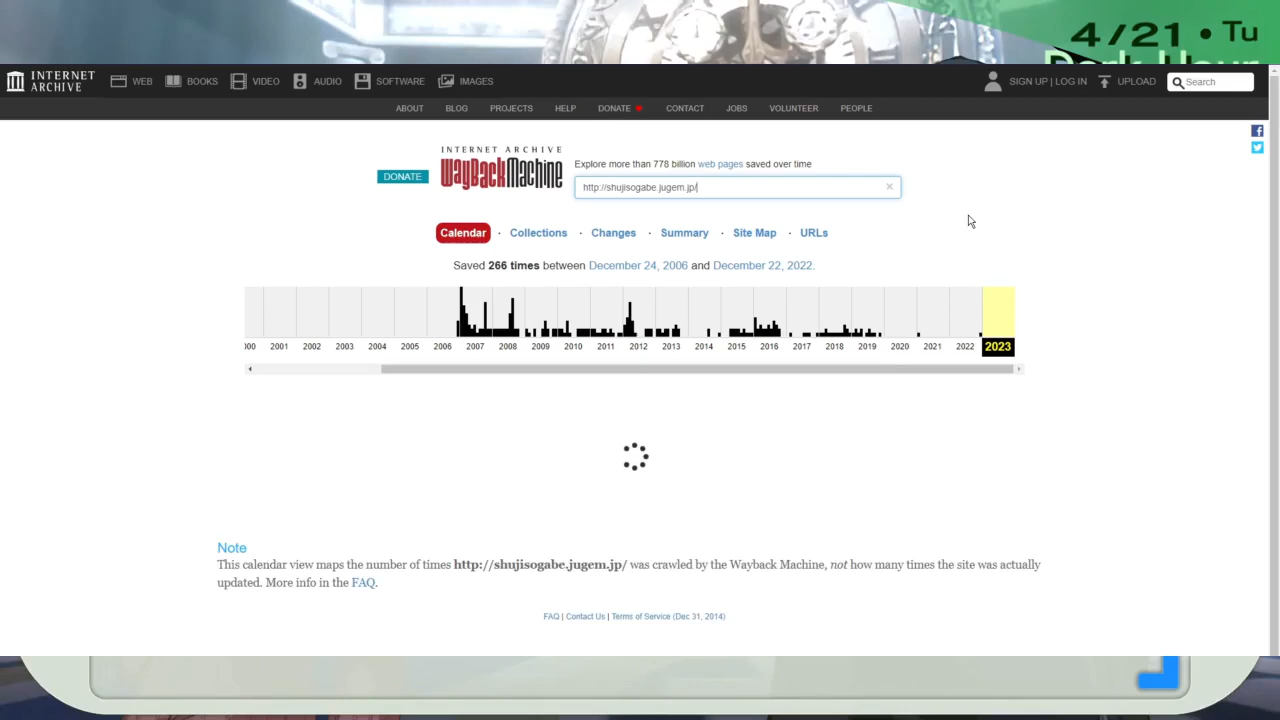 4/21 • Tu
Dark Hour
INTERNET ARCHIVE
WEB BOOKS VIDEO AUDIO SOFTWARE IMAGES SIGN UP | LOG IN UPLOAD Search
ABOUT BLOG PROJECTS HELP DONATE CONTACT JOBS VOLUNTEER PEOPLE
INTERNET ARCHIVE
WayBackMachine
DONATE
Explore more than 778 billion web pages saved over time
http://shujisogabe.jugem.jp/
Calendar · Collections · Changes · Summary · Site Map · URLs
Saved 266 times between December 24, 2006 and December 22, 2022.
2001 2002 2003 2004 2005 2006 2007 2008 2009 2010 2011 2012 2013 2014 2015 2016 2017 2018 2019 2020 2021 2022 2023
Note
This calendar view maps the number of times http://shujisogabe.jugem.jp/ was crawled by the Wayback Machine, not how many times the site was actually
updated. More info in the FAQ.
FAQ | Contact Us | Terms of Service (Dec 31, 2014)